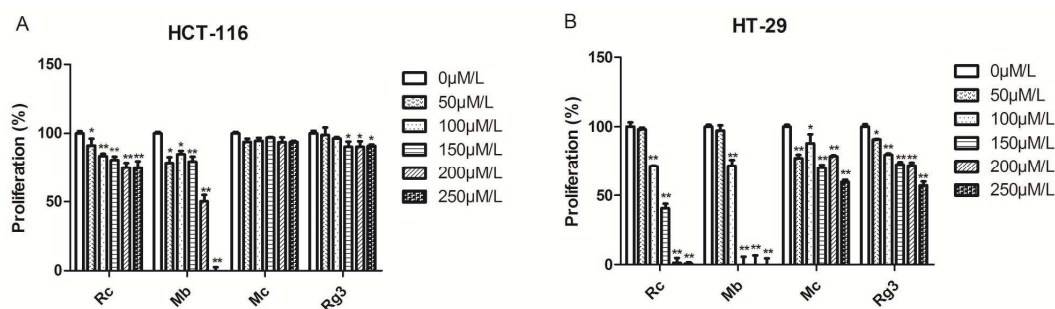 A
HCT-116
Proliferation (%)
150
100
50
0
* ** ** ** **
* * ** ** **
* * *
Rc Mb Mc Rg3
0μM/L
50μM/L
100μM/L
150μM/L
200μM/L
250μM/L
B
HT-29
Proliferation (%)
150
100
50
0
** ** ** **
** ** ** **
** * ** ** **
* ** ** ** **
Rc Mb Mc Rg3
0μM/L
50μM/L
100μM/L
150μM/L
200μM/L
250μM/L